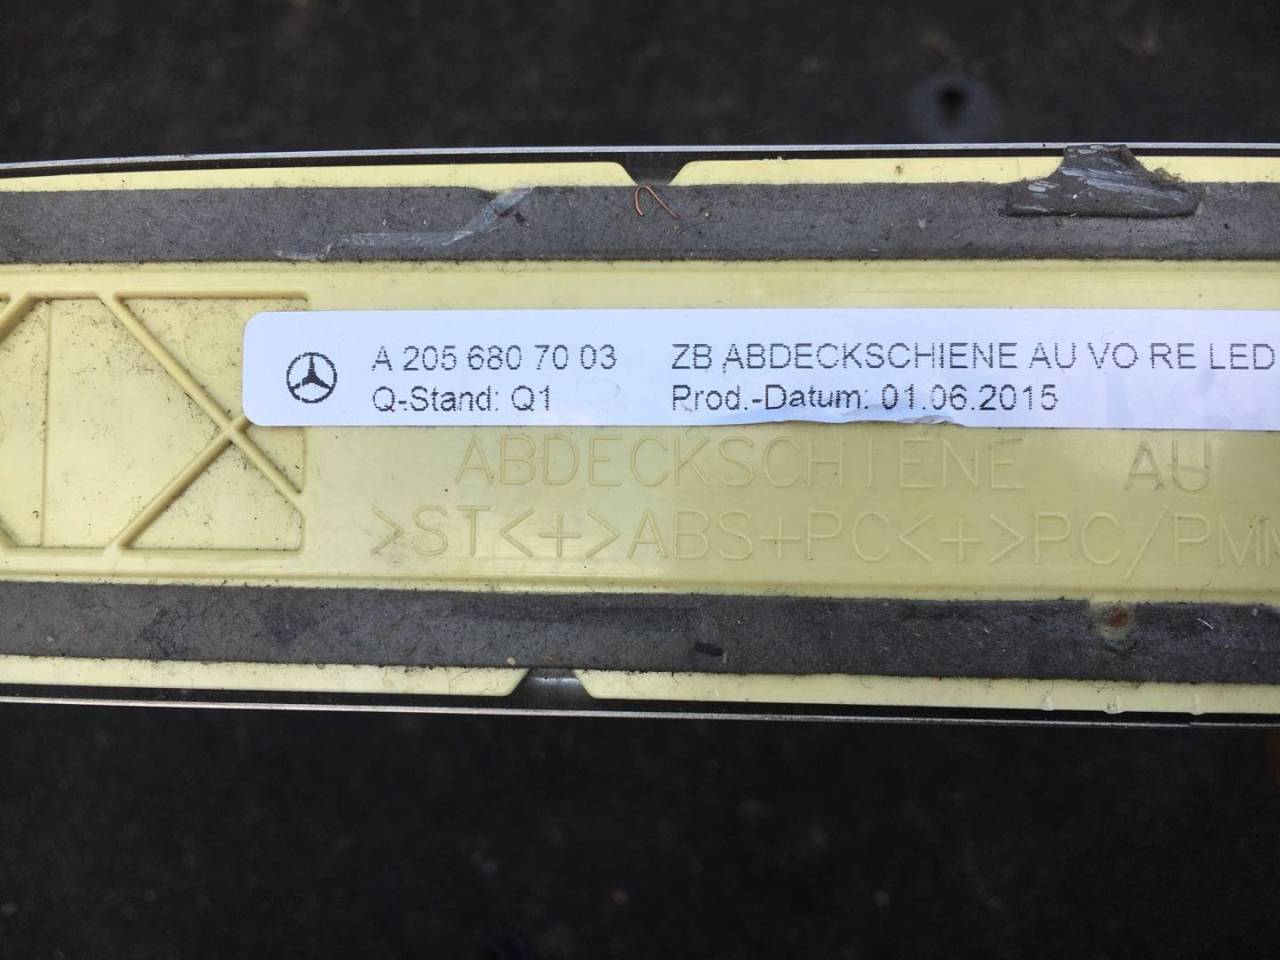 A 205 680 70 03 ZB ABDECKSCHIENE AU VO RE LED
Q-Stand: Q1 Prod.-Datum: 01.06.2015
ABDECKSCHIENE AU
>ST<+>ABS+PC<+>PC/PMM